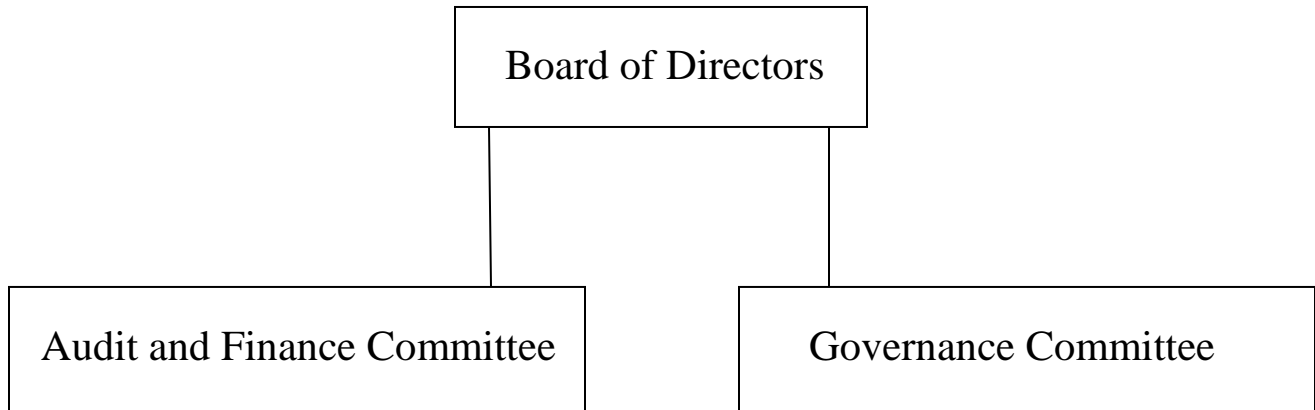 Board of Directors
Audit and Finance Committee
Governance Committee